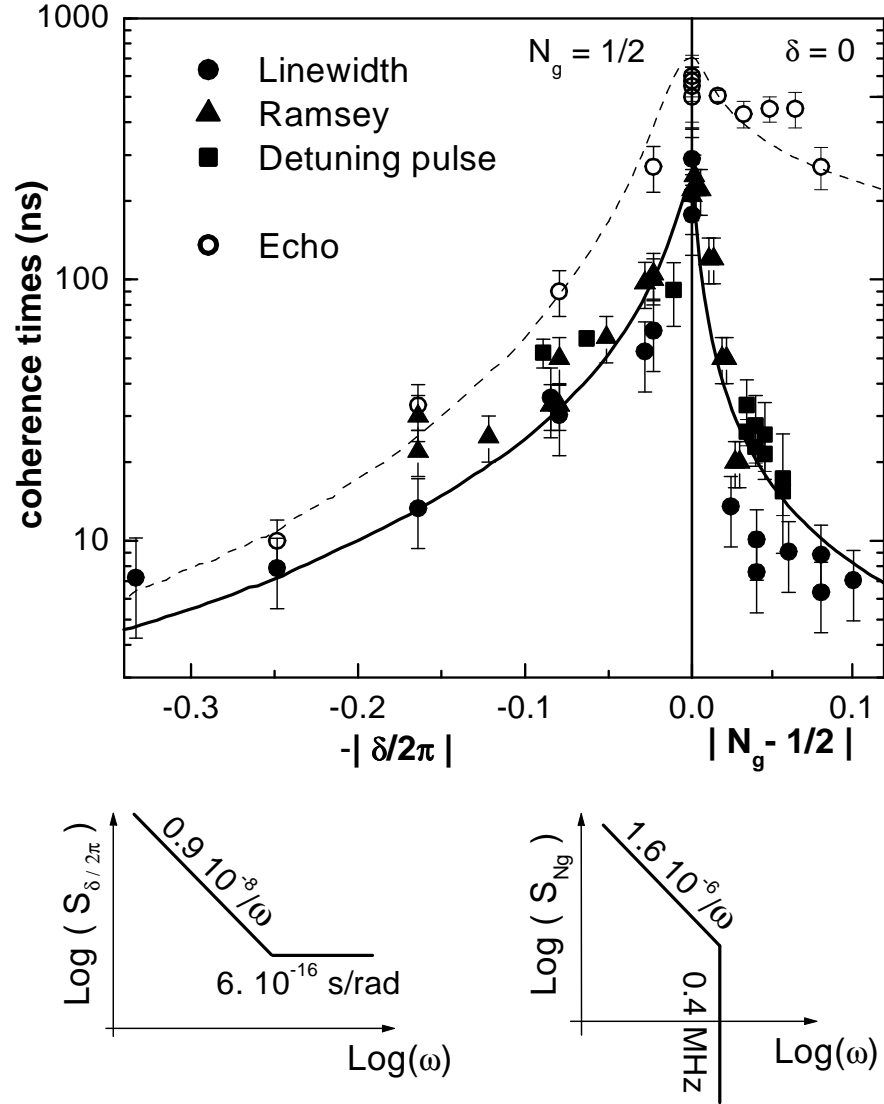 1000
100
10
coherence times (ns)
N_g = 1/2
δ = 0
Linewidth
Ramsey
Detuning pulse
Echo
-0.3
-0.2
-0.1
0.0
0.1
-| δ/2π |
| N_g - 1/2 |
Log ( S_δ / 2π )
0.9 10^-8/ω
6. 10^-16 s/rad
Log(ω)
Log ( S_Ng )
1.6 10^-6/ω
0.4 MHz
Log(ω)